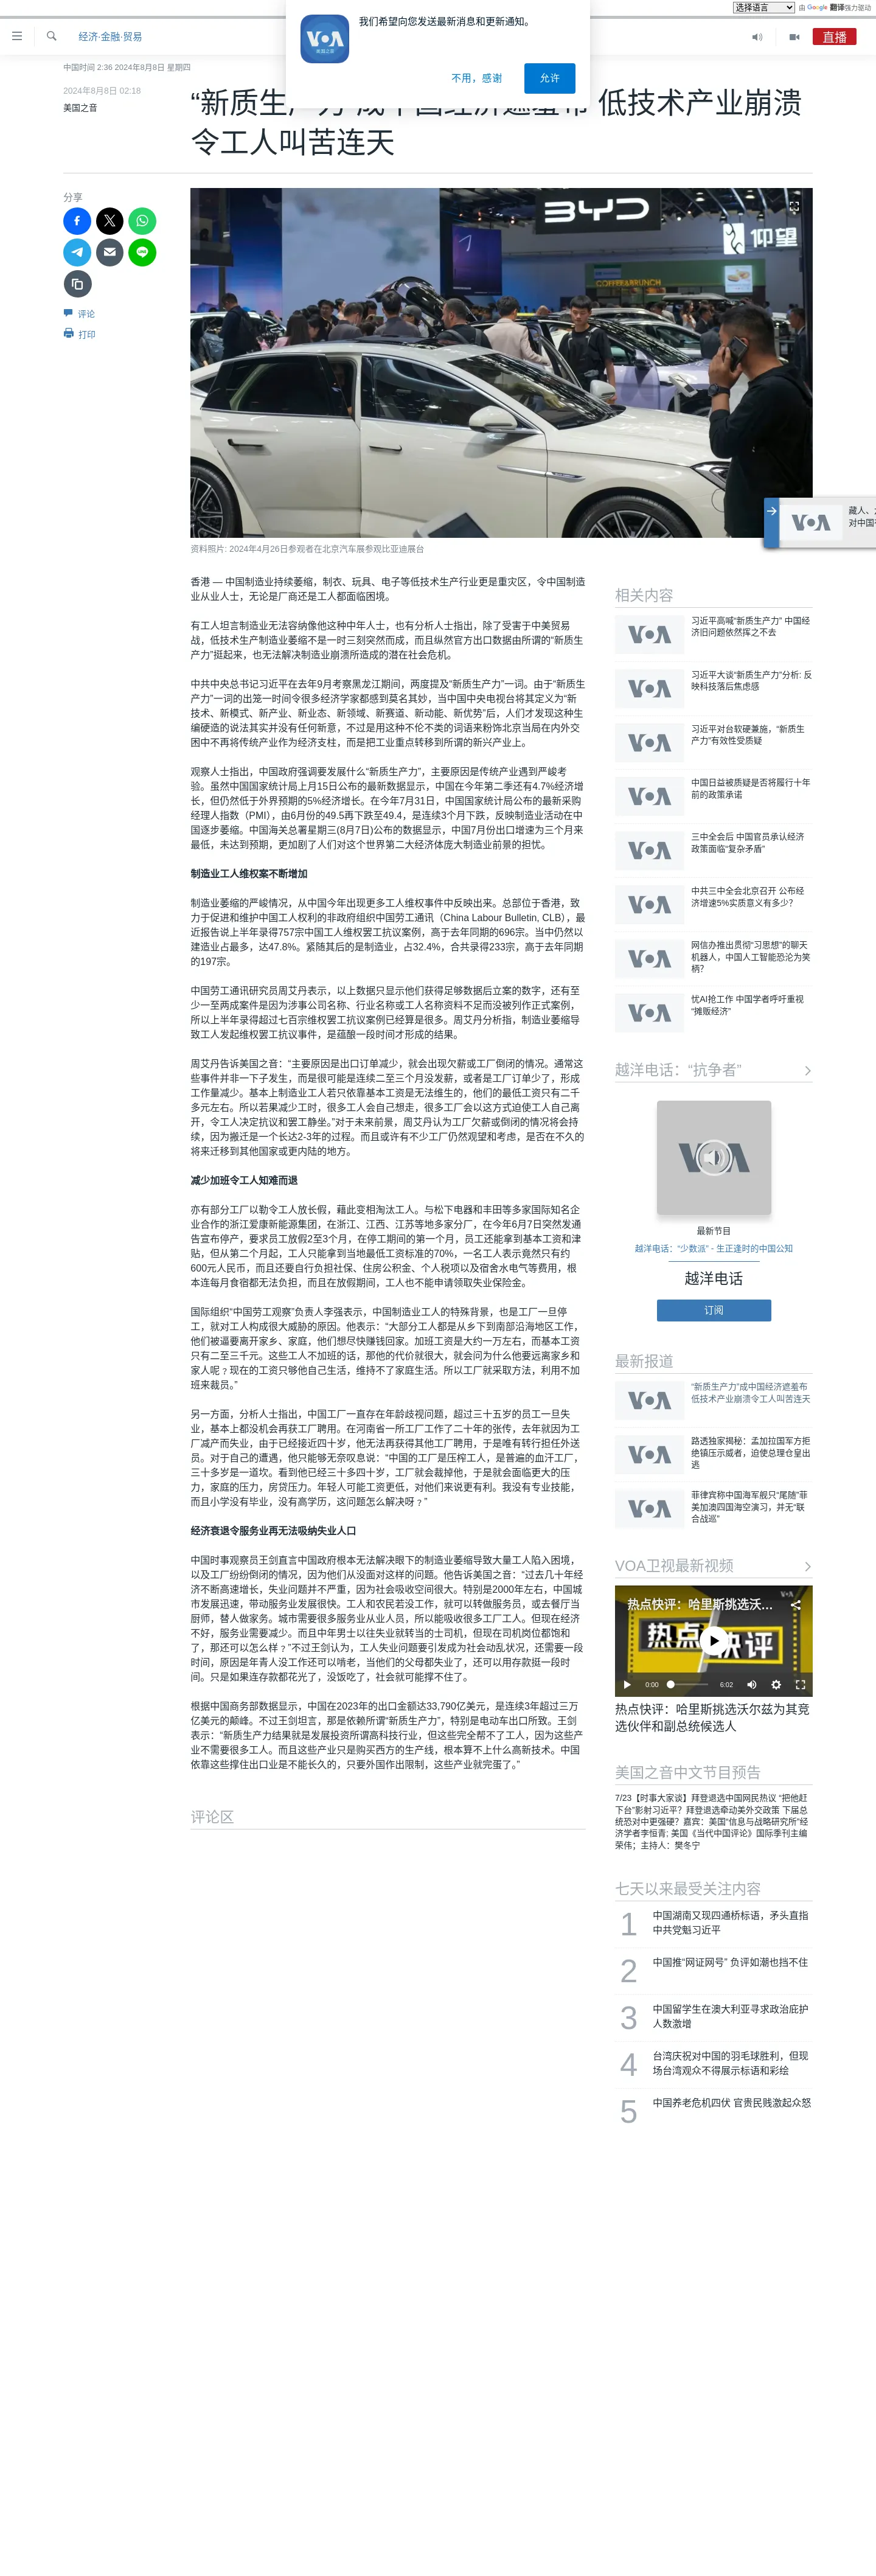 选择语言 由 Google 翻译强力驱动
我们希望向您发送最新消息和更新通知。
VOA
美国之音
不用，感谢
允许
经济·金融·贸易
直播
中国时间 2:36 2024年8月8日 星期四
2024年8月8日 02:18
美国之音
低技术产业崩溃
令工人叫苦连天
分享
评论
打印
BYD
仰望
COFFEE&BRUNCH
资料照片: 2024年4月26日参观者在北京汽车展参观比亚迪展台
香港 — 中国制造业持续萎缩，制衣、玩具、电子等低技术生产行业更是重灾区，令中国制造
业从业人士，无论是厂商还是工人都面临困境。
有工人坦言制造业无法容纳像他这种中年人士，也有分析人士指出，除了受害于中美贸易
战，低技术生产制造业萎缩不是一时三刻突然而成，而且纵然官方出口数据由所谓的“新质生
产力”挺起来，也无法解决制造业崩溃所造成的潜在社会危机。
中共中央总书记习近平在去年9月考察黑龙江期间，两度提及“新质生产力”一词。由于“新质生
产力”一词的出笼一时间令很多经济学家都感到莫名其妙，当中国中央电视台将其定义为“新
技术、新模式、新产业、新业态、新领域、新赛道、新动能、新优势”后，人们才发现这种生
编硬造的说法其实并没有任何新意，不过是用这种不伦不类的词语来粉饰北京当局在内外交
困中不再将传统产业作为经济支柱，而是把工业重点转移到所谓的新兴产业上。
观察人士指出，中国政府强调要发展什么“新质生产力”，主要原因是传统产业遇到严峻考
验。虽然中国国家统计局上月15日公布的最新数据显示，中国在今年第二季还有4.7%经济增
长，但仍然低于外界预期的5%经济增长。在今年7月31日，中国国家统计局公布的最新采购
经理人指数（PMI），由6月份的49.5再下跌至49.4，是连续3个月下跌，反映制造业活动在中
国逐步萎缩。中国海关总署星期三(8月7日)公布的数据显示，中国7月份出口增速为三个月来
最低，未达到预期，更加剧了人们对这个世界第二大经济体庞大制造业前景的担忧。
制造业工人维权案不断增加
制造业萎缩的严峻情况，从中国今年出现更多工人维权事件中反映出来。总部位于香港，致
力于促进和维护中国工人权利的非政府组织中国劳工通讯（China Labour Bulletin, CLB），最
近报告说上半年录得757宗中国工人维权罢工抗议案例，高于去年同期的696宗。当中仍然以
建造业占最多，达47.8%。紧随其后的是制造业，占32.4%，合共录得233宗，高于去年同期
的197宗。
中国劳工通讯研究员周艾丹表示，以上数据只显示他们获得足够数据后立案的数字，还有至
少一至两成案件是因为涉事公司名称、行业名称或工人名称资料不足而没被列作正式案例，
所以上半年录得超过七百宗维权罢工抗议案例已经算是很多。周艾丹分析指，制造业萎缩导
致工人发起维权罢工抗议事件，是蕴酿一段时间才形成的结果。
周艾丹告诉美国之音：“主要原因是出口订单减少，就会出现欠薪或工厂倒闭的情况。通常这
些事件并非一下子发生，而是很可能是连续二至三个月没发薪，或者是工厂订单少了，形成
工作量减少。基本上制造业工人若只依靠基本工资是无法维生的，他们的最低工资只有二千
多元左右。所以若果减少工时，很多工人会自己想走，很多工厂会以这方式迫使工人自己离
开，令工人决定抗议和罢工静坐。”对于未来前景，周艾丹认为工厂欠薪或倒闭的情况将会持
续，因为搬迁是一个长达2-3年的过程。而且或许有不少工厂仍然观望和考虑，是否在不久的
将来迁移到其他国家或更内陆的地方。
减少加班令工人知难而退
亦有部分工厂以勒令工人放长假，藉此变相淘汰工人。与松下电器和丰田等多家国际知名企
业合作的浙江爱康新能源集团，在浙江、江西、江苏等地多家分厂，在今年6月7日突然发通
告宣布停产，要求员工放假2至3个月，在停工期间的第一个月，员工还能拿到基本工资和津
贴，但从第二个月起，工人只能拿到当地最低工资标准的70%，一名工人表示竟然只有约
600元人民币，而且还要自行负担社保、住房公积金、个人税项以及宿舍水电气等费用，根
本连每月食宿都无法负担，而且在放假期间，工人也不能申请领取失业保险金。
国际组织“中国劳工观察”负责人李强表示，中国制造业工人的特殊背景，也是工厂一旦停
工，就对工人构成很大威胁的原因。他表示：“大部分工人都是从乡下到南部沿海地区工作，
他们被逼要离开家乡、家庭，他们想尽快赚钱回家。加班工资是大约一万左右，而基本工资
只有二至三千元。这些工人不加班的话，那他的代价就很大，就会问为什么他要远离家乡和
家人呢﹖现在的工资只够他自己生活，维持不了家庭生活。所以工厂就采取方法，利用不加
班来裁员。”
另一方面，分析人士指出，中国工厂一直存在年龄歧视问题，超过三十五岁的员工一旦失
业，基本上都没机会再获工厂聘用。在河南省一所工厂工作了二十年的张传，去年就因为工
厂减产而失业，由于已经接近四十岁，他无法再获得其他工厂聘用，于是唯有转行担任外送
员。对于自己的遭遇，他只能够无奈叹息说：“中国的工厂是压榨工人，是普遍的血汗工厂，
三十多岁是一道坎。看到他已经三十多四十岁，工厂就会裁掉他，于是就会面临更大的压
力，家庭的压力，房贷压力。年轻人可能工资更低，对他们来说更有利。我没有专业技能，
而且小学没有毕业，没有高学历，这问题怎么解决呀﹖”
经济衰退令服务业再无法吸纳失业人口
中国时事观察员王剑直言中国政府根本无法解决眼下的制造业萎缩导致大量工人陷入困境，
以及工厂纷纷倒闭的情况，因为他们从没面对这样的问题。他告诉美国之音：“过去几十年经
济不断高速增长，失业问题并不严重，因为社会吸收空间很大。特别是2000年左右，中国城
市发展迅速，带动服务业发展很快。工人和农民若没工作，就可以转做服务员，或去餐厅当
厨师，替人做家务。城市需要很多服务业从业人员，所以能吸收很多工厂工人。但现在经济
不好，服务业需要减少。而且中年男士以往失业就转当的士司机，但现在司机岗位都饱和
了，那还可以怎么样﹖”不过王剑认为，工人失业问题要引发成为社会动乱状况，还需要一段
时间，原因是年青人没工作还可以啃老，当他们的父母都失业了，还可以用存款挺一段时
间。只是如果连存款都花光了，没饭吃了，社会就可能撑不住了。
根据中国商务部数据显示，中国在2023年的出口金额达33,790亿美元，是连续3年超过三万
亿美元的颠峰。不过王剑坦言，那是依赖所谓“新质生产力”，特别是电动车出口所致。王剑
表示：“新质生产力结果就是发展投资所谓高科技行业，但这些完全帮不了工人，因为这些产
业不需要很多工人。而且这些产业只是购买西方的生产线，根本算不上什么高新技术。中国
依靠这些撑住出口业是不能长久的，只要外国作出限制，这些产业就完蛋了。”
评论区
VOA
藏人、
对中国
相关内容
习近平高喊“新质生产力” 中国经
济旧问题依然挥之不去
习近平大谈“新质生产力”分析: 反
映科技落后焦虑感
习近平对台软硬兼施，“新质生
产力”有效性受质疑
中国日益被质疑是否将履行十年
前的政策承诺
三中全会后 中国官员承认经济
政策面临“复杂矛盾”
中共三中全会北京召开 公布经
济增速5%实质意义有多少？
网信办推出贯彻“习思想”的聊天
机器人，中国人工智能恐沦为笑
柄？
忧AI抢工作 中国学者呼吁重视
“摊贩经济”
越洋电话：“抗争者”
最新节目
越洋电话：“少数派” - 生正逢时的中国公知
越洋电话
订阅
最新报道
“新质生产力”成中国经济遮羞布
低技术产业崩溃令工人叫苦连天
路透独家揭秘：孟加拉国军方拒
绝镇压示威者，迫使总理仓皇出
逃
菲律宾称中国海军舰只“尾随”菲
美加澳四国海空演习，并无“联
合战巡”
VOA卫视最新视频
热点快评：哈里斯挑选沃...
热点快评
0:00
6:02
热点快评：哈里斯挑选沃尔兹为其竞
选伙伴和副总统候选人
美国之音中文节目预告
7/23【时事大家谈】拜登退选中国网民热议 “把他赶
下台”影射习近平？拜登退选牵动美外交政策 下届总
统恐对中更强硬？嘉宾：美国“信息与战略研究所”经
济学者李恒青; 美国《当代中国评论》国际季刊主编
荣伟；主持人：樊冬宁
七天以来最受关注内容
1 中国湖南又现四通桥标语，矛头直指
中共党魁习近平
2 中国推“网证网号” 负评如潮也挡不住
3 中国留学生在澳大利亚寻求政治庇护
人数激增
4 台湾庆祝对中国的羽毛球胜利，但现
场台湾观众不得展示标语和彩绘
5 中国养老危机四伏 官贵民贱激起众怒